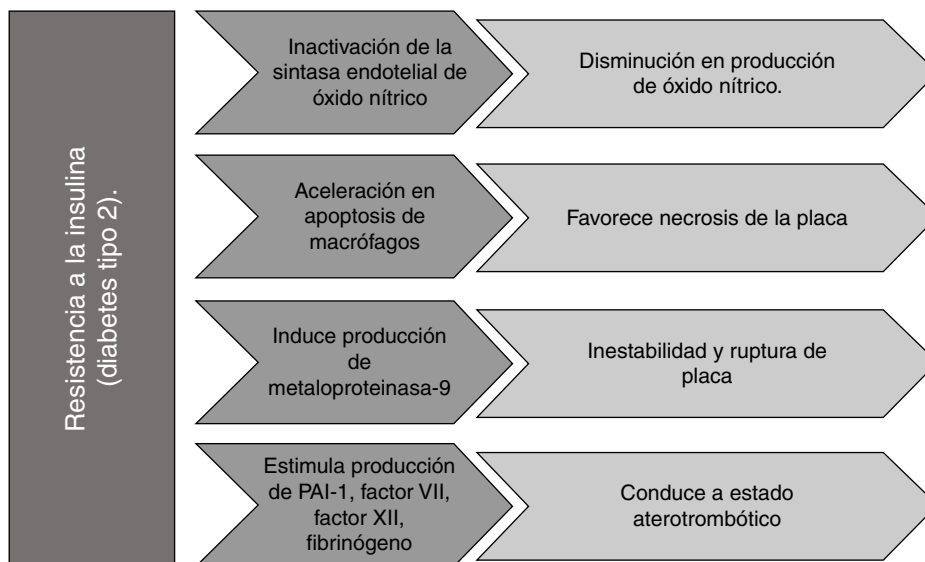 Resistencia a la insulina
(diabetes tipo 2).
Inactivación de la
sintasa endotelial de
óxido nítrico
Disminución en producción
de óxido nítrico.
Aceleración en
apoptosis de
macrófagos
Favorece necrosis de la placa
Induce producción
de
metaloproteinasa-9
Inestabilidad y ruptura de
placa
Estimula producción
de PAI-1, factor VII,
factor XII,
fibrinógeno
Conduce a estado
aterotrombótico